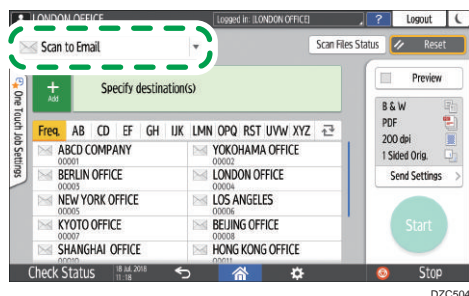 LONDON OFFICE
Logged in: [LONDON OFFICE]
?
Logout
Scan to Email
Scan Files Status
Reset
Add
Specify destination(s)
Preview
One Touch Job Settings
B & W
PDF
200 dpi
1 Sided Orig.
Send Settings
Start
Freq. AB CD EF GH IJK LMN OPQ RST UVW XYZ
ABCD COMPANY
00001
YOKOHAMA OFFICE
00002
BERLIN OFFICE
00003
LONDON OFFICE
00004
NEW YORK OFFICE
00005
LOS ANGELES
00006
KYOTO OFFICE
00007
BEIJING OFFICE
00008
SHANGHAI OFFICE
HONG KONG OFFICE
Check Status
18 Jul. 2018
11:18
Stop
DZC504